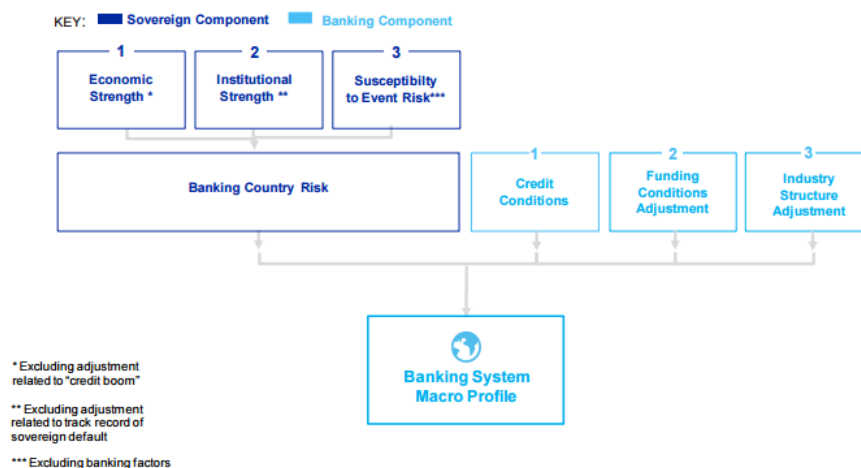 KEY: Sovereign Component Banking Component
1
Economic
Strength *
2
Institutional
Strength **
3
Susceptibilty
to Event Risk***
Banking Country Risk
1
Credit
Conditions
2
Funding
Conditions
Adjustment
3
Industry
Structure
Adjustment
Banking System
Macro Profile
* Excluding adjustment
related to “credit boom”
** Excluding adjustment
related to track record of
sovereign default
*** Excluding banking factors